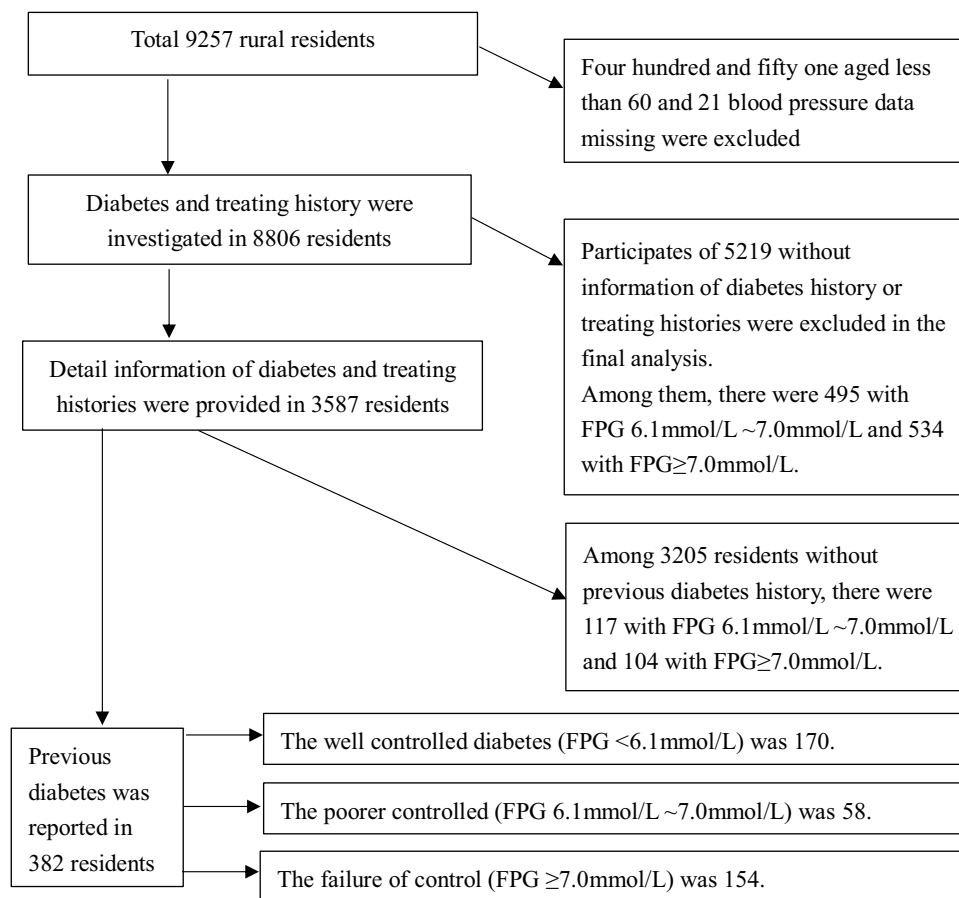 Total 9257 rural residents
Four hundred and fifty one aged less
than 60 and 21 blood pressure data
missing were excluded
Diabetes and treating history were
investigated in 8806 residents
Participates of 5219 without
information of diabetes history or
treating histories were excluded in the
final analysis.
Among them, there were 495 with
FPG 6.1mmol/L ~7.0mmol/L and 534
with FPG≥7.0mmol/L.
Detail information of diabetes and treating
histories were provided in 3587 residents
Among 3205 residents without
previous diabetes history, there were
117 with FPG 6.1mmol/L ~7.0mmol/L
and 104 with FPG≥7.0mmol/L.
Previous
diabetes was
reported in
382 residents
The well controlled diabetes (FPG <6.1mmol/L) was 170.
The poorer controlled (FPG 6.1mmol/L ~7.0mmol/L) was 58.
The failure of control (FPG ≥7.0mmol/L) was 154.